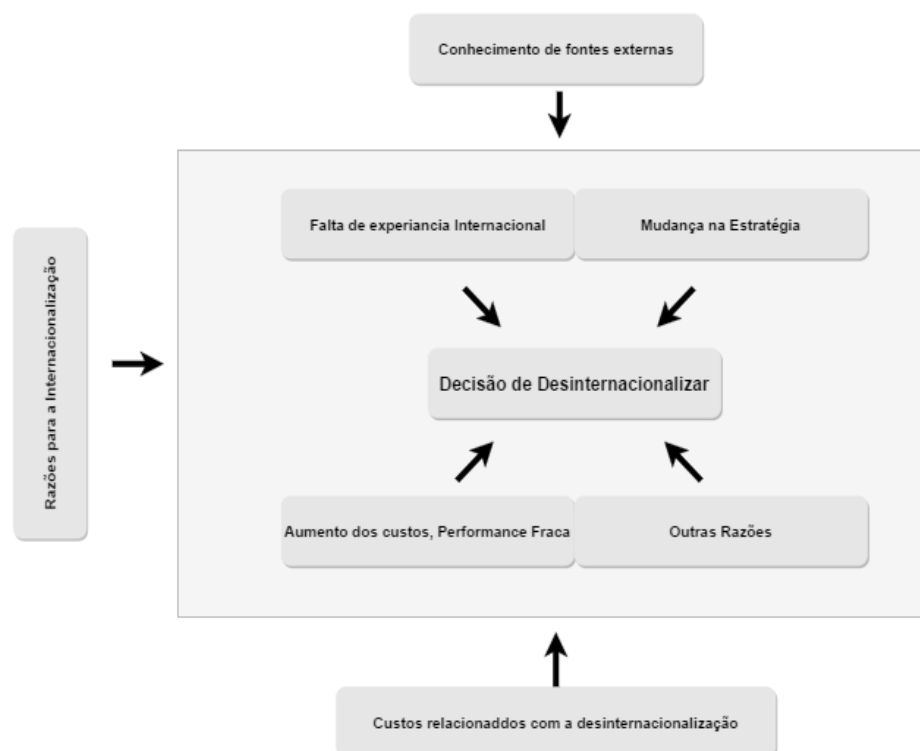 Conhecimento de fontes externas
Falta de experiancia Internacional
Mudança na Estratégia
Razões para a Internacionalização
Decisão de Desinternacionalizar
Aumento dos custos, Performance Fraca
Outras Razões
Custos relacionaddos com a desinternacionalização